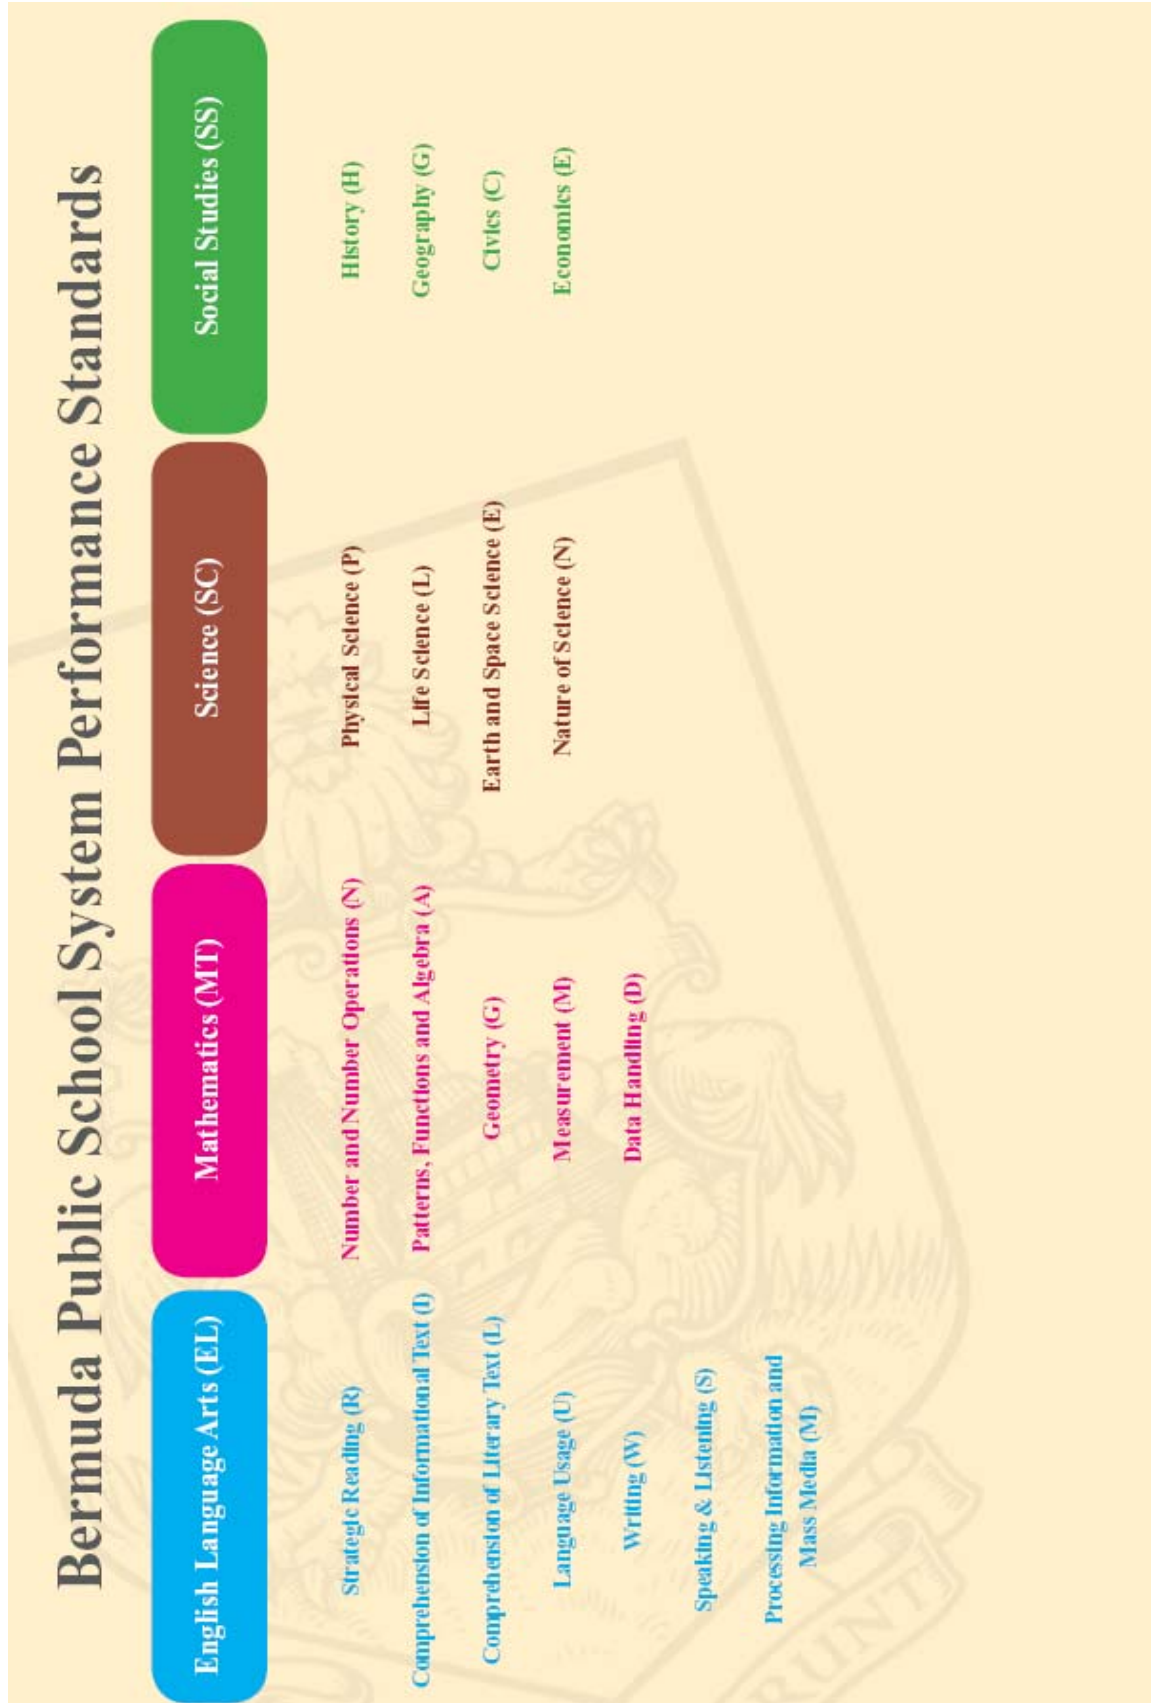 Bermuda Public School System Performance Standards
English Language Arts (EL)
Strategic Reading (R)
Comprehension of Informational Text (I)
Comprehension of Literary Text (L)
Language Usage (U)
Writing (W)
Speaking & Listening (S)
Processing Information and
Mass Media (M)
Mathematics (MT)
Number and Number Operations (N)
Patterns, Functions and Algebra (A)
Geometry (G)
Measurement (M)
Data Handling (D)
Science (SC)
Physical Science (P)
Life Science (L)
Earth and Space Science (E)
Nature of Science (N)
Social Studies (SS)
History (H)
Geography (G)
Civics (C)
Economics (E)